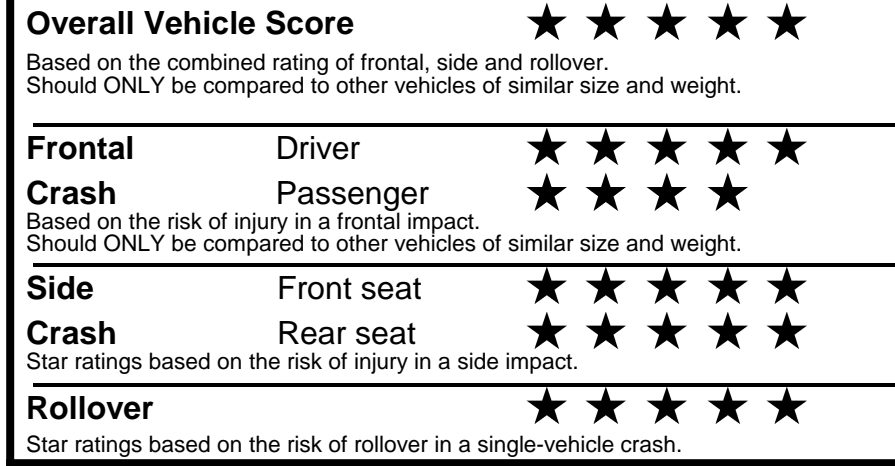 Overall Vehicle Score ★ ★ ★ ★ ★
Based on the combined rating of frontal, side and rollover.
Should ONLY be compared to other vehicles of similar size and weight.
Frontal Driver ★ ★ ★ ★ ★
Crash Passenger ★ ★ ★ ★
Based on the risk of injury in a frontal impact.
Should ONLY be compared to other vehicles of similar size and weight.
Side Front seat ★ ★ ★ ★ ★
Crash Rear seat ★ ★ ★ ★ ★
Star ratings based on the risk of injury in a side impact.
Rollover ★ ★ ★ ★ ★
Star ratings based on the risk of rollover in a single-vehicle crash.